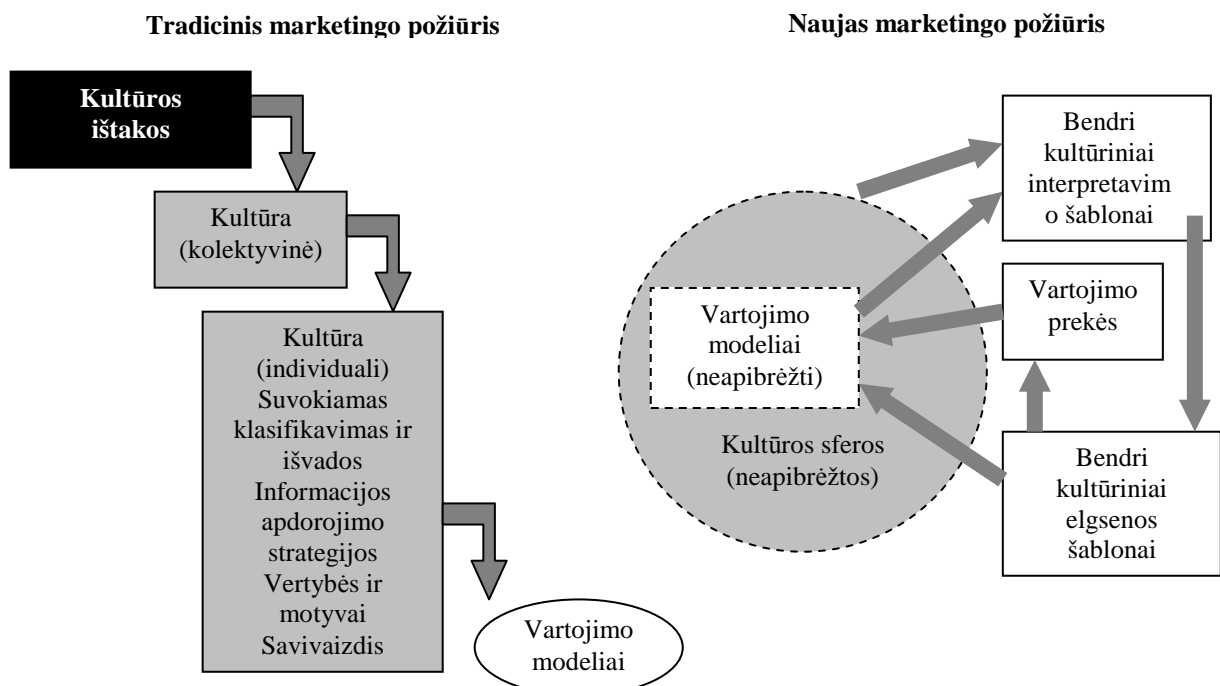 Tradicinis marketingo požiūris
Kultūros
ištakos
Kultūra
(kolektyvinė)
Kultūra
(individuali)
Suvokiamas
klasifikavimas ir
išvados
Informacijos
apdorojimo
strategijos
Vertybės ir
motyvai
Savivaizdis
Vartojimo
modeliai
Naujas marketingo požiūris
Bendri
kultūriniai
interpretavim
o šablonai
Vartojimo
prekės
Vartojimo
modeliai
(neapibrėžti)
Kultūros sferos
(neapibrėžtos)
Bendri
kultūriniai
elgsenos
šablonai